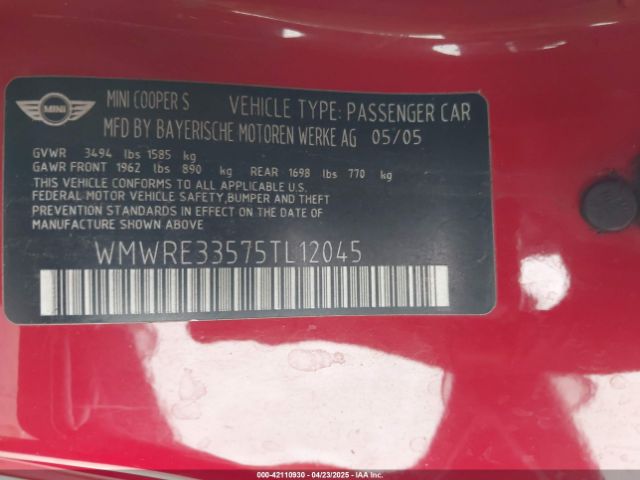 MINI
MINI COOPER S VEHICLE TYPE: PASSENGER CAR
MFD BY BAYERISCHE MOTOREN WERKE AG 05/05
GVWR 3494 lbs 1585 kg
GAWR FRONT 1962 lbs 890 kg REAR 1698 lbs 770 kg
THIS VEHICLE CONFORMS TO ALL APPLICABLE U.S.
FEDERAL MOTOR VEHICLE SAFETY, BUMPER AND THEFT
PREVENTION STANDARDS IN EFFECT ON THE DATE OF
MANUFACTURE SHOWN ABOVE
WMWRE33575TL12045
000-42110930 - 04/23/2025 - IAAI.COM